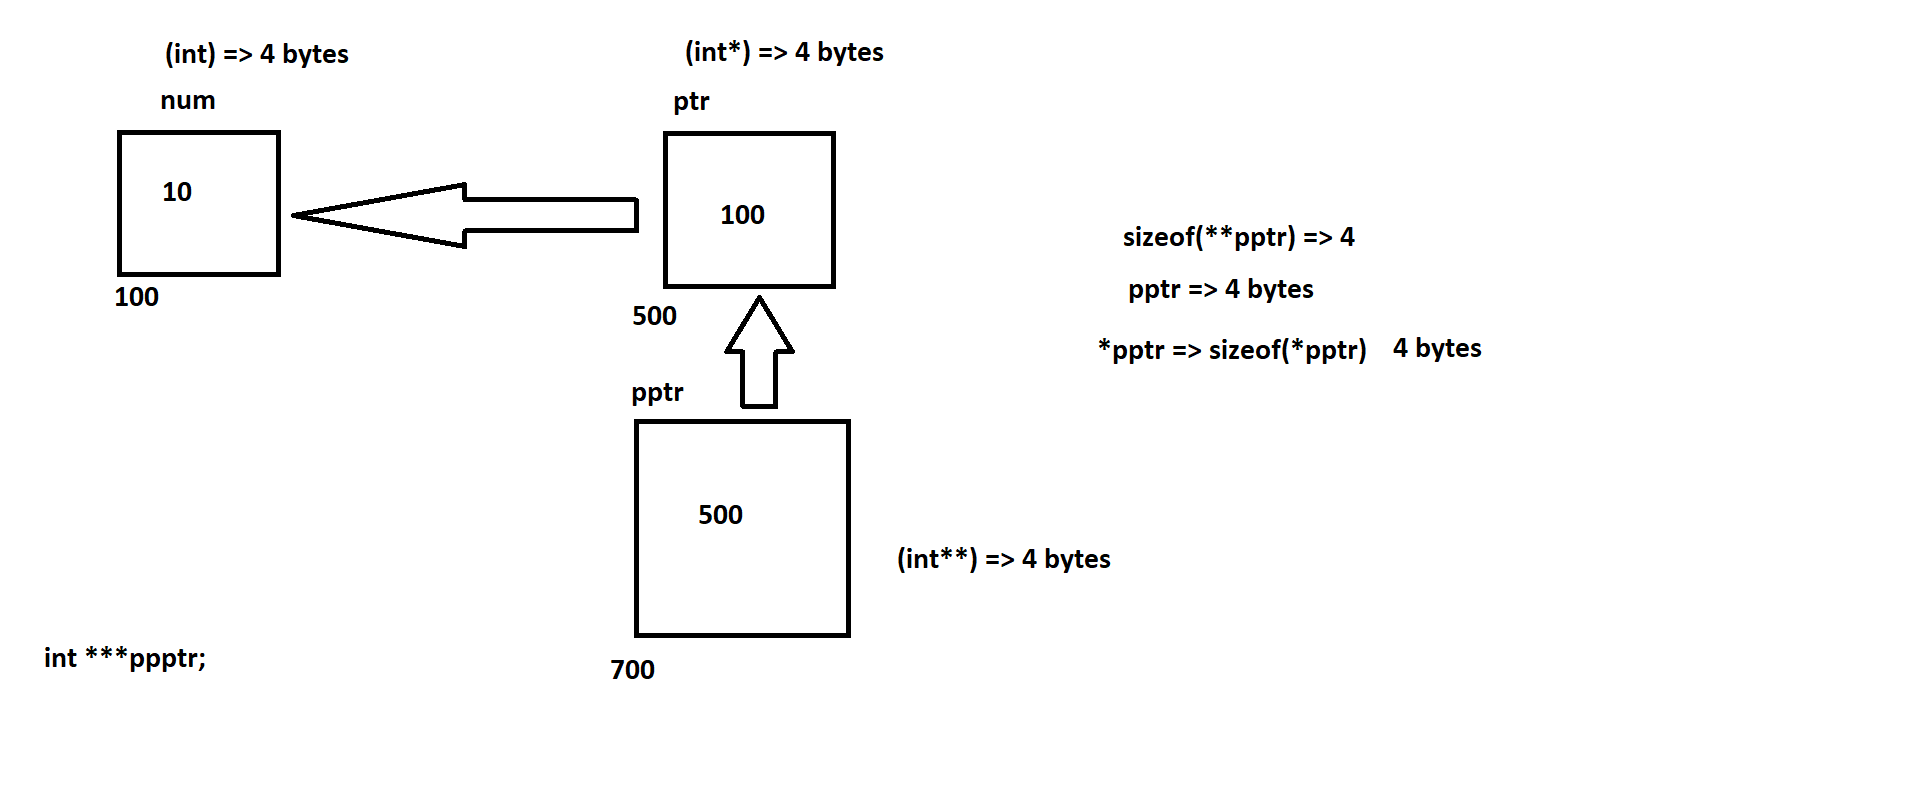 (int) => 4 bytes
num
10
100
(int*) => 4 bytes
ptr
100
500
pptr
500
700
(int**) => 4 bytes
sizeof(**pptr) => 4
pptr => 4 bytes
*pptr => sizeof(*pptr) 4 bytes
int ***ppptr;